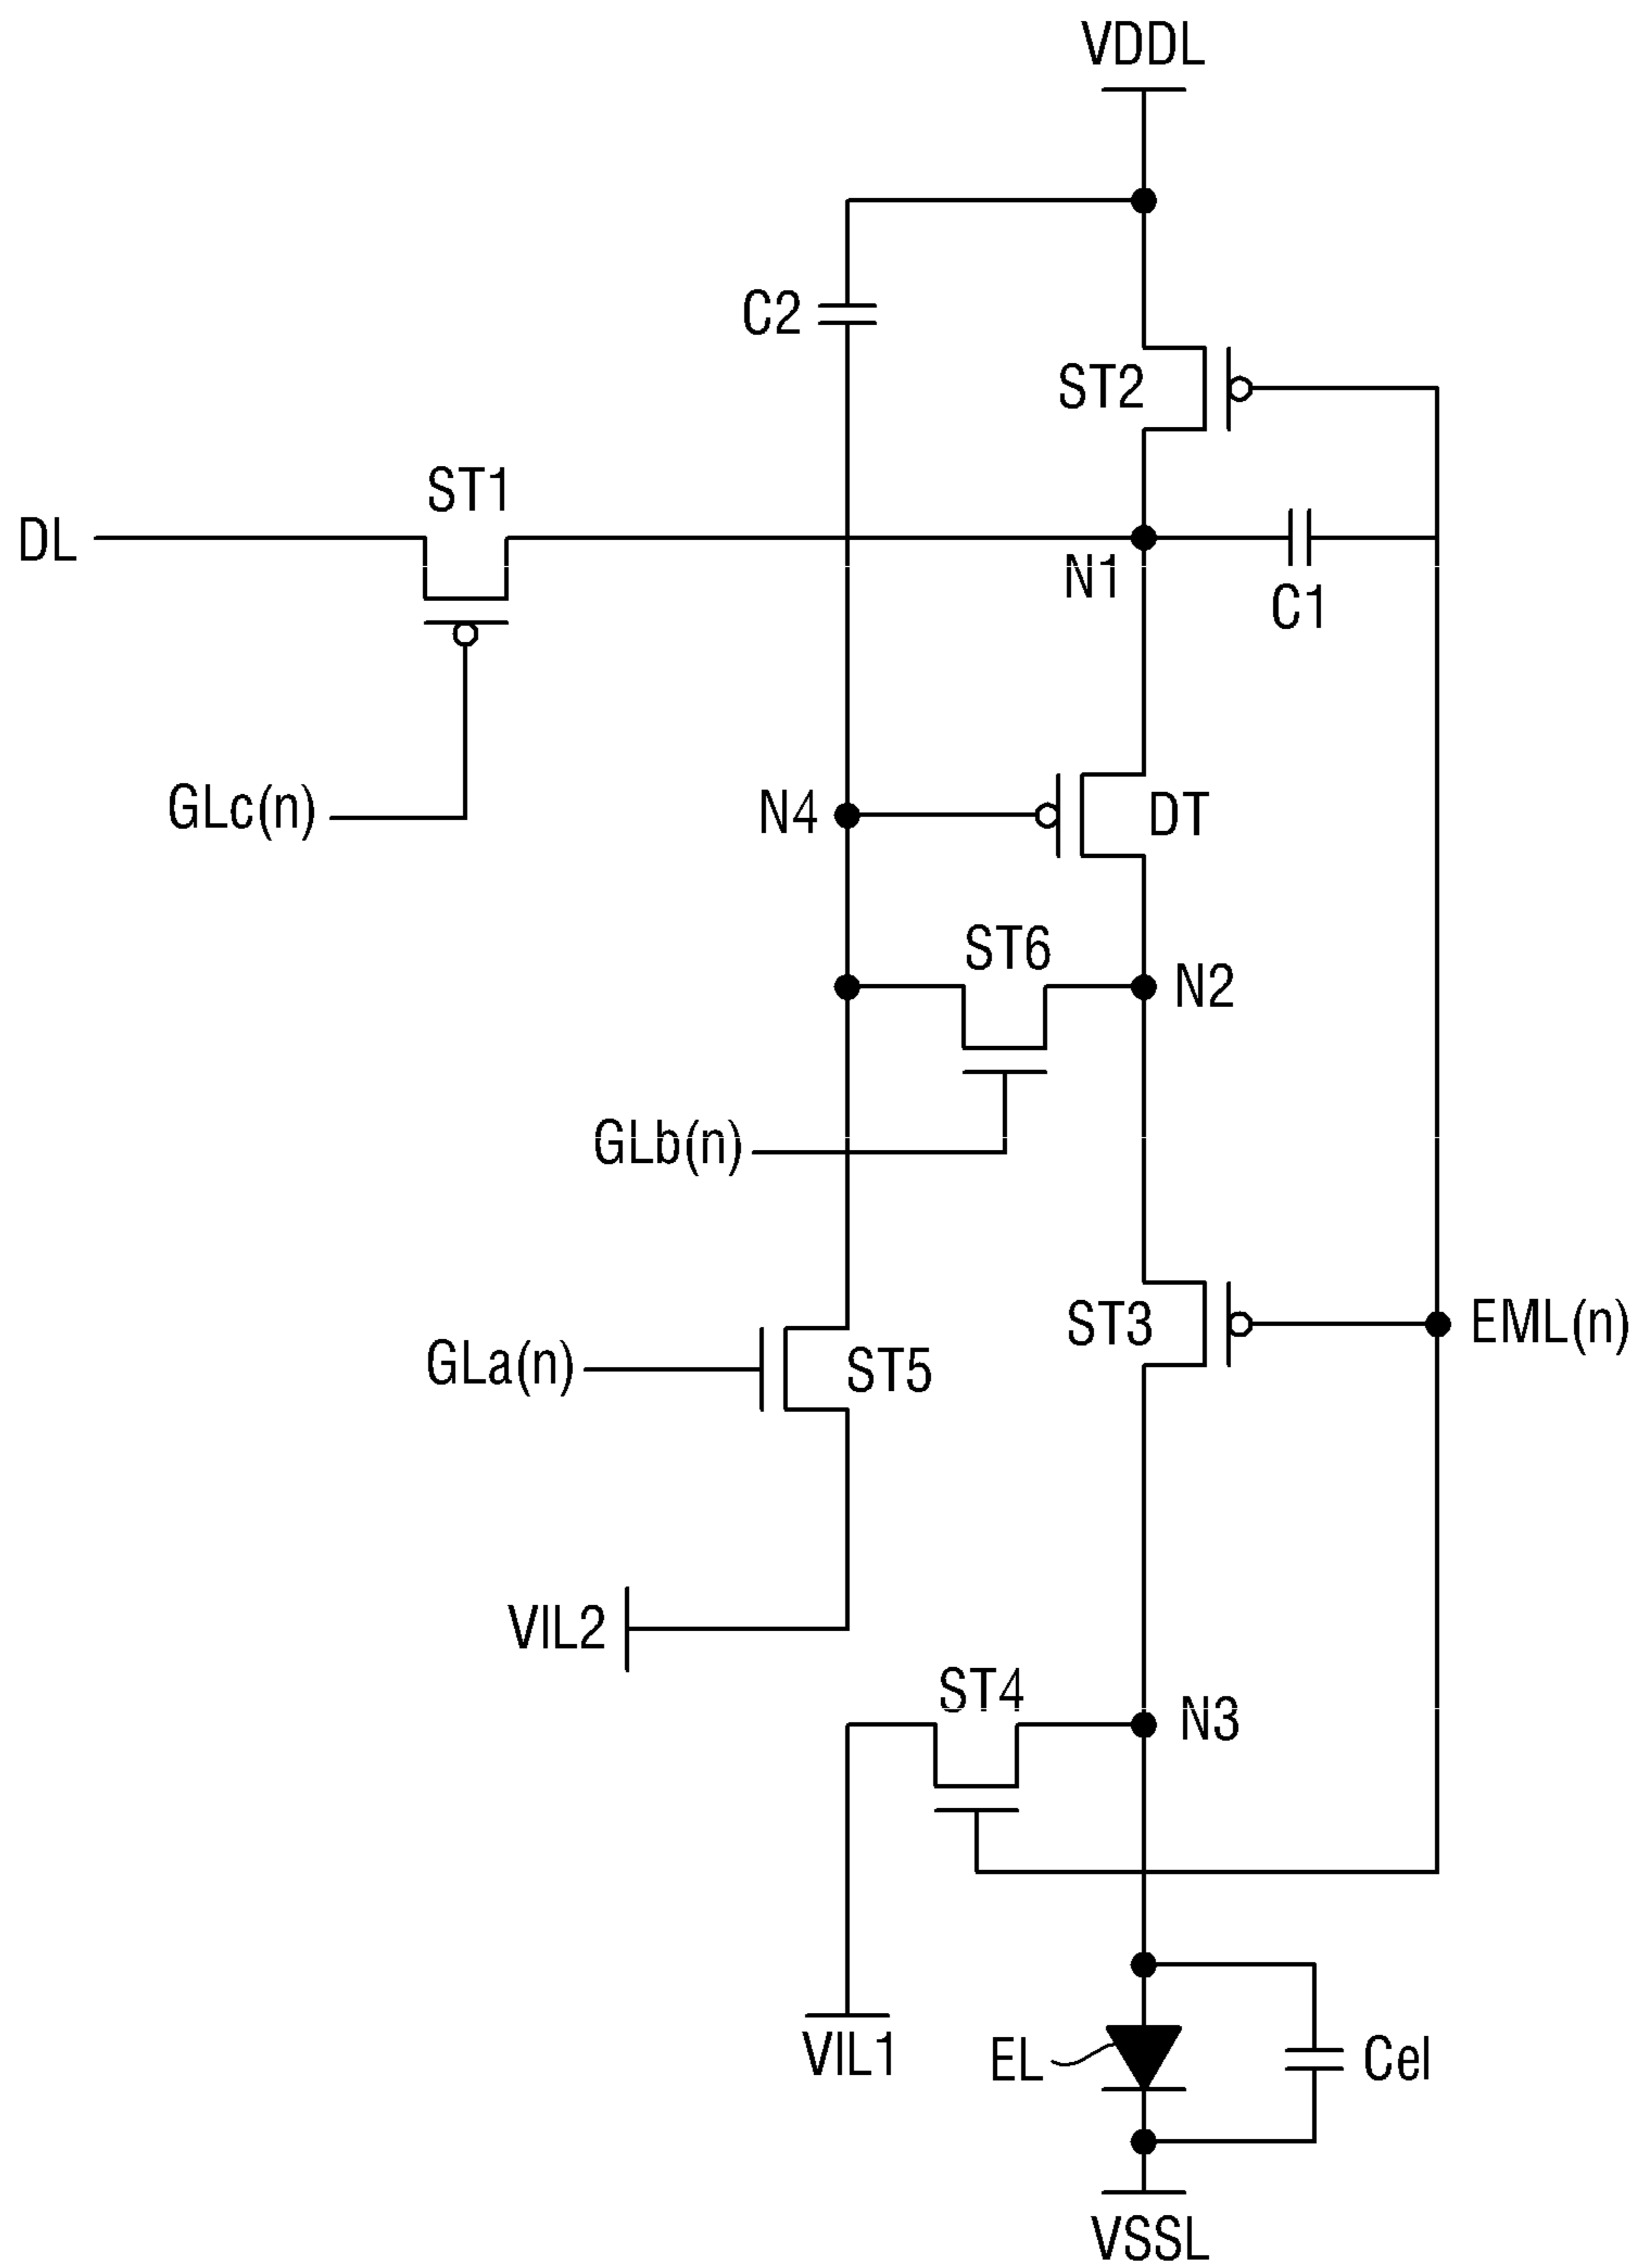 VDDL
C2
ST2
ST1
DL
N1
C1
GLc(n)
N4
DT
ST6
N2
GLb(n)
ST3
EML(n)
GLa(n)
ST5
VIL2
ST4
N3
VIL1
EL
Cel
VSSL